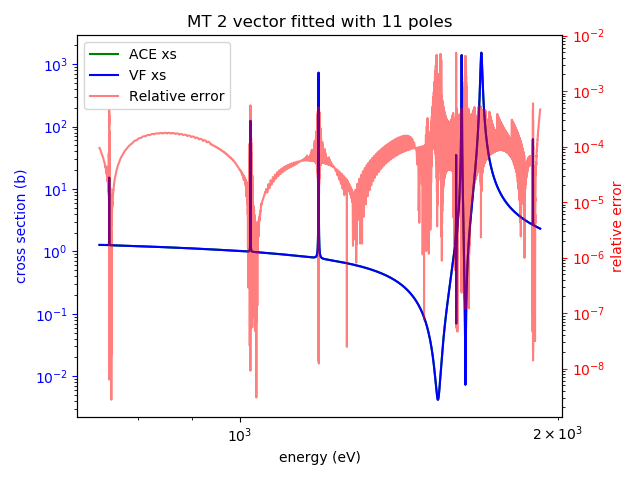 MT 2 vector fitted with 11 poles
ACE xs
VF xs
Relative error
10³
10²
10¹
10⁰
10⁻¹
10⁻²
cross section (b)
10⁻²
10⁻³
10⁻⁴
10⁻⁵
10⁻⁶
10⁻⁷
10⁻⁸
relative error
10³
2 × 10³
energy (eV)